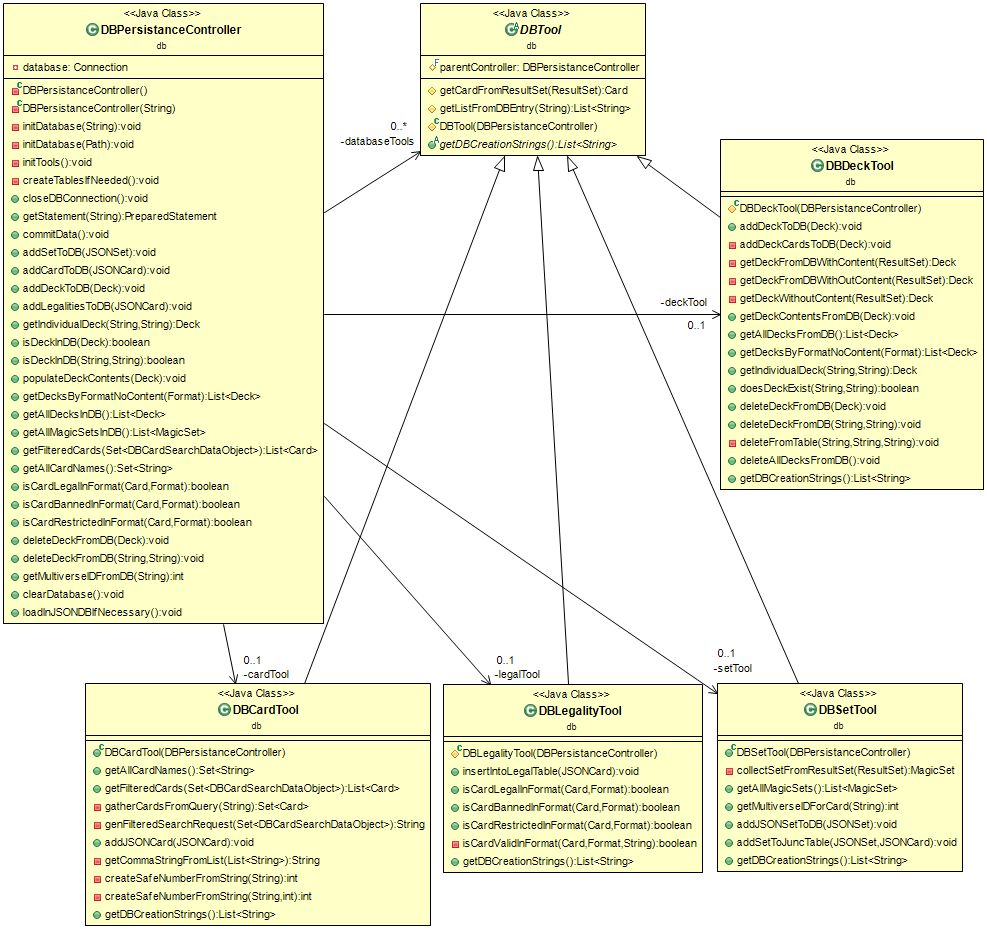 <<Java Class>>
DBPersistanceController
db
database: Connection
DBPersistanceController()
DBPersistanceController(String)
initDatabase(String):void
initDatabase(Path):void
initTools():void
createTablesIfNeeded():void
closeDBConnection():void
getStatement(String):PreparedStatement
commitData():void
addSetToDB(JSONSet):void
addCardToDB(JSONCard):void
addDeckToDB(Deck):void
addLegalitiesToDB(JSONCard):void
getIndividualDeck(String,String):Deck
isDeckInDB(Deck):boolean
isDeckInDB(String,String):boolean
populateDeckContents(Deck):void
getDecksByFormatNoContent(Format):List<Deck>
getAllDecksInDB():List<Deck>
getAllMagicSetsInDB():List<MagicSet>
getFilteredCards(Set<DBCardSearchDataObject>):List<Card>
getAllCardNames():Set<String>
isCardLegalInFormat(Card,Format):boolean
isCardBannedInFormat(Card,Format):boolean
isCardRestrictedInFormat(Card,Format):boolean
deleteDeckFromDB(Deck):void
deleteDeckFromDB(String,String):void
getMultiverseIDFromDB(String):int
clearDatabase():void
loadInJSONDBIfNecessary():void
<<Java Class>>
DBTool
db
parentController: DBPersistanceController
getCardFromResultSet(ResultSet):Card
getListFromDBEntry(String):List<String>
DBTool(DBPersistanceController)
getDBCreationStrings():List<String>
0..*
-databaseTools
<<Java Class>>
DBDeckTool
db
DBDeckTool(DBPersistanceController)
addDeckToDB(Deck):void
addDeckCardsToDB(Deck):void
getDeckFromDBWithContent(ResultSet):Deck
getDeckFromDBWithOutContent(ResultSet):Deck
getDeckWithoutContent(ResultSet):Deck
getDeckContentsFromDB(Deck):void
getAllDecksFromDB():List<Deck>
getDecksByFormatNoContent(Format):List<Deck>
getIndividualDeck(String,String):Deck
doesDeckExist(String,String):boolean
deleteDeckFromDB(Deck):void
deleteDeckFromDB(String,String):void
deleteFromTable(String,String,String):void
deleteAllDecksFromDB():void
getDBCreationStrings():List<String>
-deckTool
0..1
0..1
-cardTool
0..1
-legalTool
0..1
-setTool
<<Java Class>>
DBCardTool
db
DBCardTool(DBPersistanceController)
getAllCardNames():Set<String>
getFilteredCards(Set<DBCardSearchDataObject>):List<Card>
gatherCardsFromQuery(String):Set<Card>
genFilteredSearchRequest(Set<DBCardSearchDataObject>):String
addJSONCard(JSONCard):void
getCommaStringFromList(List<String>):String
createSafeNumberFromString(String):int
createSafeNumberFromString(String,int):int
getDBCreationStrings():List<String>
<<Java Class>>
DBLegalityTool
db
DBLegalityTool(DBPersistanceController)
insertIntoLegalTable(JSONCard):void
isCardLegalInFormat(Card,Format):boolean
isCardBannedInFormat(Card,Format):boolean
isCardRestrictedInFormat(Card,Format):boolean
isCardValidInFormat(Card,Format,String):boolean
getDBCreationStrings():List<String>
<<Java Class>>
DBSetTool
db
DBSetTool(DBPersistanceController)
collectSetFromResultSet(ResultSet):MagicSet
getAllMagicSets():List<MagicSet>
getMultiverseIDForCard(String):int
addJSONSetToDB(JSONSet):void
addSetToJuncTable(JSONSet,JSONCard):void
getDBCreationStrings():List<String>